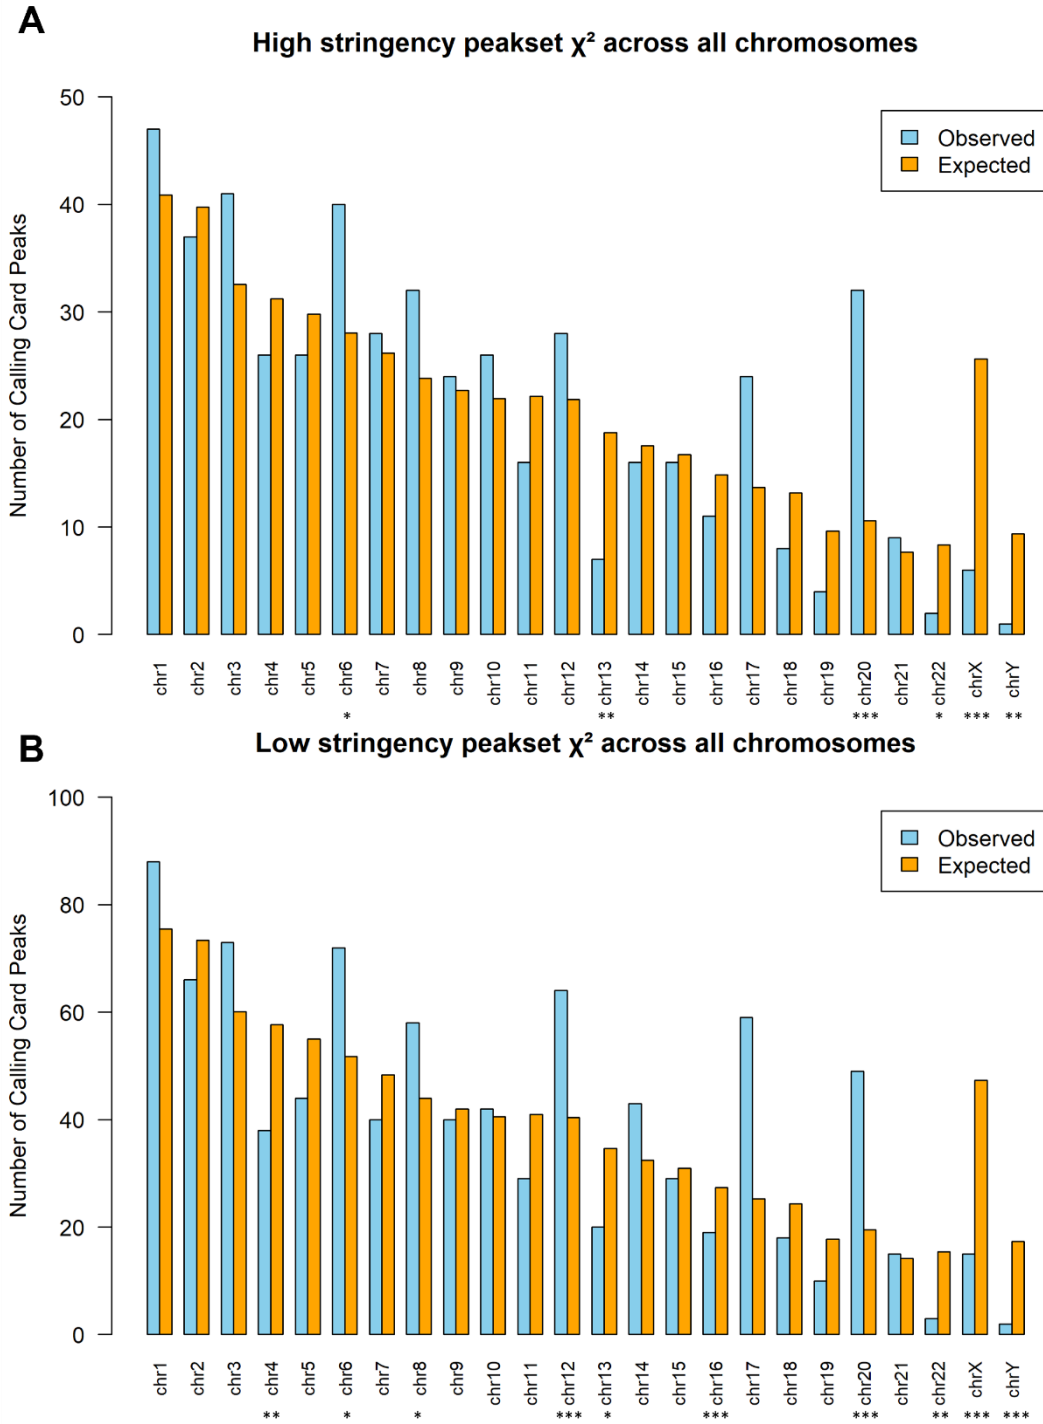 A
High stringency peakset χ² across all chromosomes
50
40
30
20
10
0
Number of Calling Card Peaks
Observed
Expected
chr1 chr2 chr3 chr4 chr5 chr6 chr7 chr8 chr9 chr10 chr11 chr12 chr13 chr14 chr15 chr16 chr17 chr18 chr19 chr20 chr21 chr22 chrX chrY
* ** *** * *** **
B
Low stringency peakset χ² across all chromosomes
100
80
60
40
20
0
Number of Calling Card Peaks
Observed
Expected
chr1 chr2 chr3 chr4 chr5 chr6 chr7 chr8 chr9 chr10 chr11 chr12 chr13 chr14 chr15 chr16 chr17 chr18 chr19 chr20 chr21 chr22 chrX chrY
** * * *** * *** *** ** *** ***